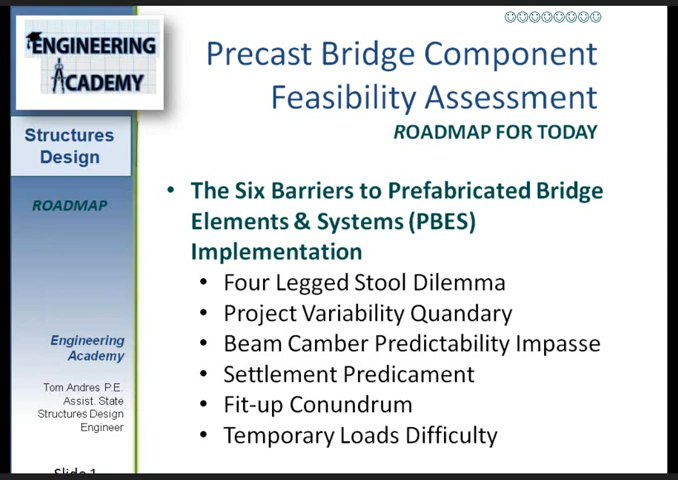 ☺☺☺☺☺☺☺☺
ENGINEERING
ACADEMY
Precast Bridge Component
Feasibility Assessment
ROADMAP FOR TODAY
Structures
Design
ROADMAP
• The Six Barriers to Prefabricated Bridge
Elements & Systems (PBES)
Implementation
• Four Legged Stool Dilemma
• Project Variability Quandary
• Beam Camber Predictability Impasse
• Settlement Predicament
• Fit-up Conundrum
• Temporary Loads Difficulty
Engineering
Academy
Tom Andres P.E.
Assist. State
Structures Design
Engineer
Slide 1